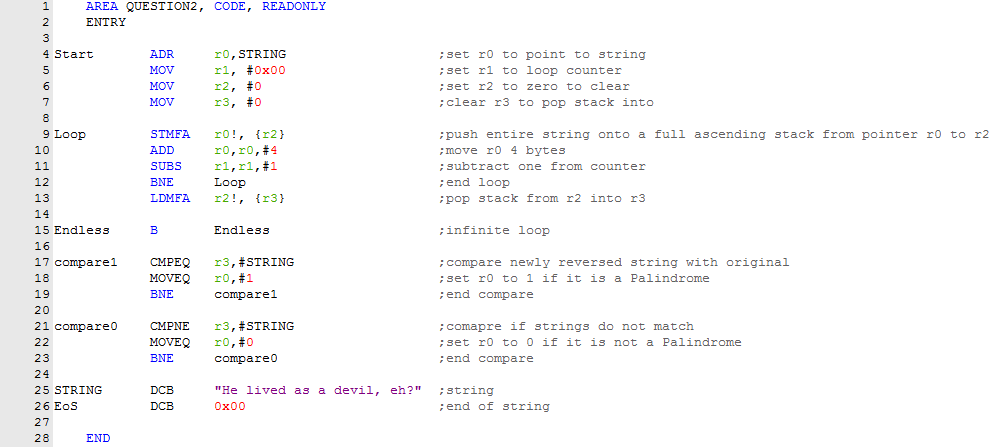 1 AREA QUESTION2, CODE, READONLY
2 ENTRY
3
4 Start ADR r0,STRING ;set r0 to point to string
5 MOV r1, #0x00 ;set r1 to loop counter
6 MOV r2, #0 ;set r2 to zero to clear
7 MOV r3, #0 ;clear r3 to pop stack into
8
9 Loop STMFA r0!, {r2} ;push entire string onto a full ascending stack from pointer r0 to r2
10 ADD r0,r0,#4 ;move r0 4 bytes
11 SUBS r1,r1,#1 ;subtract one from counter
12 BNE Loop ;end loop
13 LDMFA r2!, {r3} ;pop stack from r2 into r3
14
15 Endless B Endless ;infinite loop
16
17 compare1 CMPEQ r3,#STRING ;compare newly reversed string with original
18 MOVEQ r0,#1 ;set r0 to 1 if it is a Palindrome
19 BNE compare1 ;end compare
20
21 compare0 CMPNE r3,#STRING ;comapre if strings do not match
22 MOVEQ r0,#0 ;set r0 to 0 if it is not a Palindrome
23 BNE compare0 ;end compare
24
25 STRING DCB "He lived as a devil, eh?" ;string
26 EoS DCB 0x00 ;end of string
27
28 END